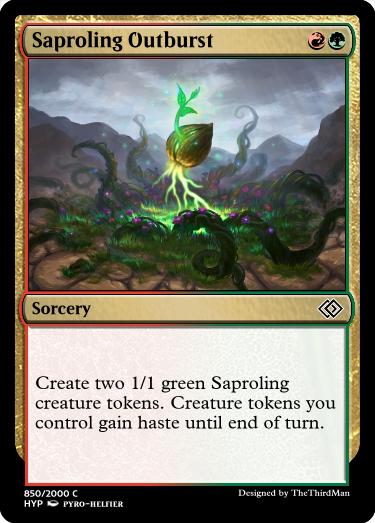 Saproling Outburst
Sorcery
Create two 1/1 green Saproling
creature tokens. Creature tokens you
control gain haste until end of turn.
850/2000 C
HYP PYRO-HELFIER
Designed by TheThirdMan